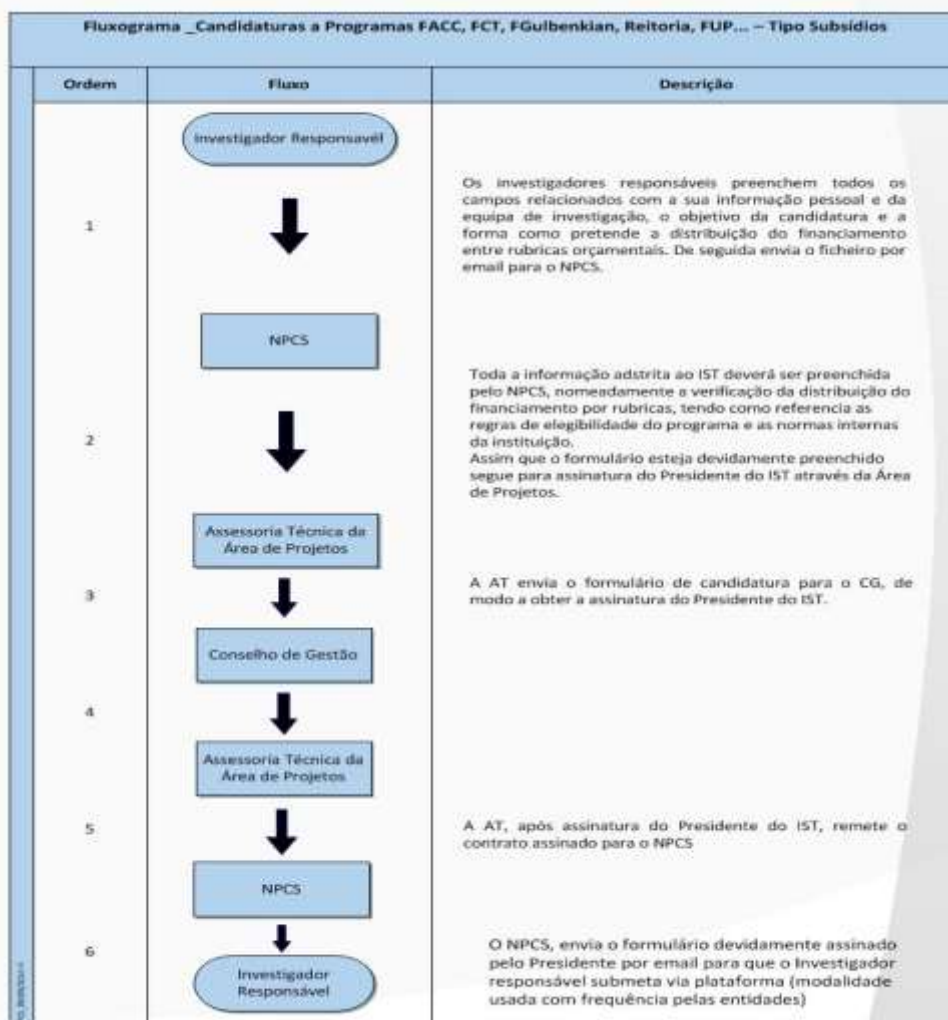 Fluxograma _Candidaturas a Programas FACC, FCT, FGulbenkian, Reitoria, FUP... – Tipo Subsídios
Ordem
Fluxo
Descrição
Investigador Responsavél
1
Os investigadores responsáveis preenchem todos os
campos relacionados com a sua informação pessoal e da
equipa de investigação, o objetivo da candidatura e a
forma como pretende a distribuição do financiamento
entre rubricas orçamentais. De seguida envia o ficheiro por
email para o NPCS.
NPCS
2
Toda a informação adstrita ao IST deverá ser preenchida
pelo NPCS, nomeadamente a verificação da distribuição do
financiamento por rubricas, tendo como referencia as
regras de elegibilidade do programa e as normas internas
da instituição.
Assim que o formulário esteja devidamente preenchido
segue para assinatura do Presidente do IST através da Área
de Projetos.
Assessoria Técnica da
Área de Projetos
3
A AT envia o formulário de candidatura para o CG, de
modo a obter a assinatura do Presidente do IST.
Conselho de Gestão
4
Assessoria Técnica da
Área de Projetos
5
A AT, após assinatura do Presidente do IST, remete o
contrato assinado para o NPCS
NPCS
6
O NPCS, envia o formulário devidamente assinado
pelo Presidente por email para que o Investigador
responsável submeta via plataforma (modalidade
usada com frequência pelas entidades)
Investigador
Responsável